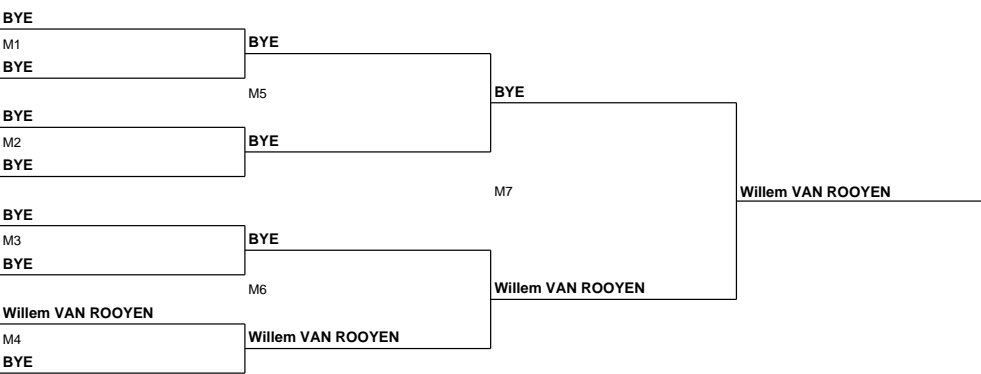 BYE
M1
BYE
BYE
M2
BYE
BYE
M3
BYE
Willem VAN ROOYEN
M4
BYE
BYE
M5
BYE
BYE
M6
Willem VAN ROOYEN
BYE
M7
Willem VAN ROOYEN
Willem VAN ROOYEN